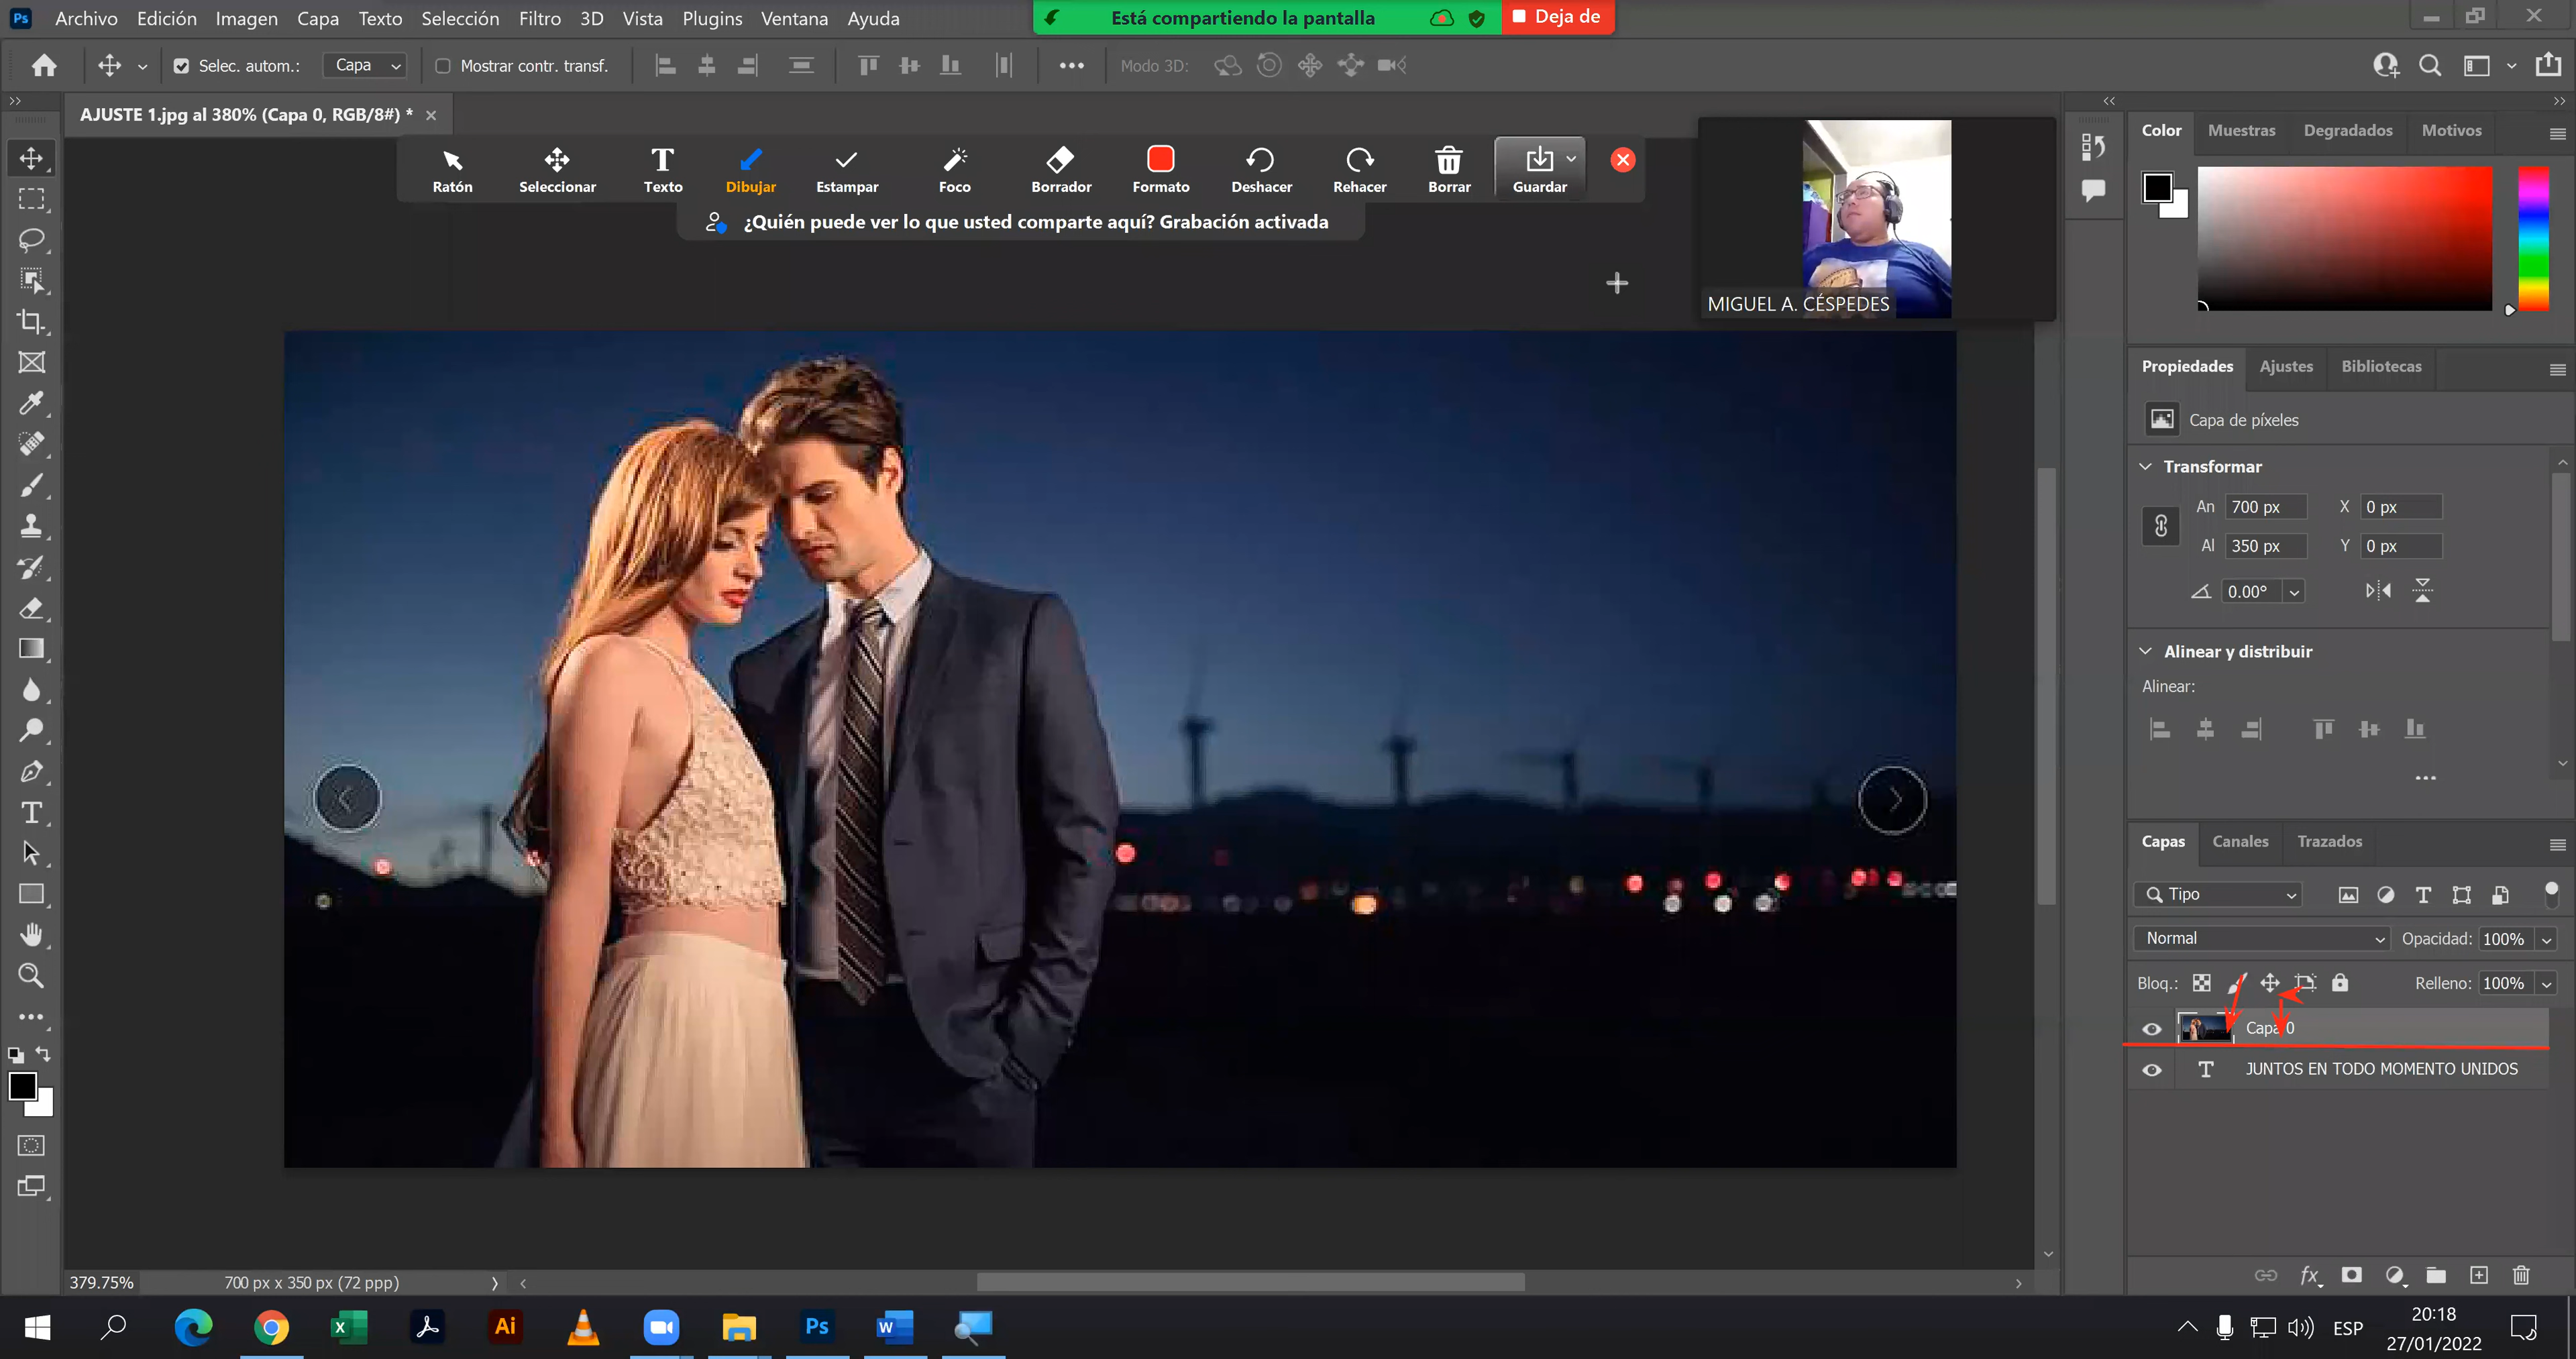 Ps Archivo Edición Imagen Capa Texto Selección Filtro 3D Vista Plugins Ventana Ayuda
Está compartiendo la pantalla Deja de
Selec. autom.: Capa Mostrar contr. transf. Modo 3D:
AJUSTE 1.jpg al 380% (Capa 0, RGB/8#) *
Ratón Seleccionar Texto Dibujar Estampar Foco Borrador Formato Deshacer Rehacer Borrar Guardar
¿Quién puede ver lo que usted comparte aquí? Grabación activada
MIGUEL A. CÉSPEDES
Color Muestras Degradados Motivos
Propiedades Ajustes Bibliotecas
Capa de píxeles
Transformar
An 700 px X 0 px
Al 350 px Y 0 px
0.00°
Alinear y distribuir
Alinear:
Capas Canales Trazados
Tipo
Normal Opacidad: 100%
Bloq.: Relleno: 100%
Capa 0
JUNTOS EN TODO MOMENTO UNIDOS
fx
379.75% 700 px x 350 px (72 ppp)
Ai Ps W
ESP
20:18
27/01/2022